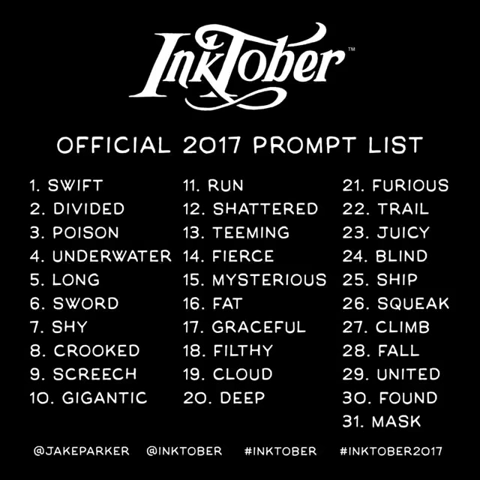 InkTober™
OFFICIAL 2017 PROMPT LIST
1. SWIFT
2. DIVIDED
3. POISON
4. UNDERWATER
5. LONG
6. SWORD
7. SHY
8. CROOKED
9. SCREECH
10. GIGANTIC
11. RUN
12. SHATTERED
13. TEEMING
14. FIERCE
15. MYSTERIOUS
16. FAT
17. GRACEFUL
18. FILTHY
19. CLOUD
20. DEEP
21. FURIOUS
22. TRAIL
23. JUICY
24. BLIND
25. SHIP
26. SQUEAK
27. CLIMB
28. FALL
29. UNITED
30. FOUND
31. MASK
@JAKEPARKER @INKTOBER #INKTOBER #INKTOBER2017